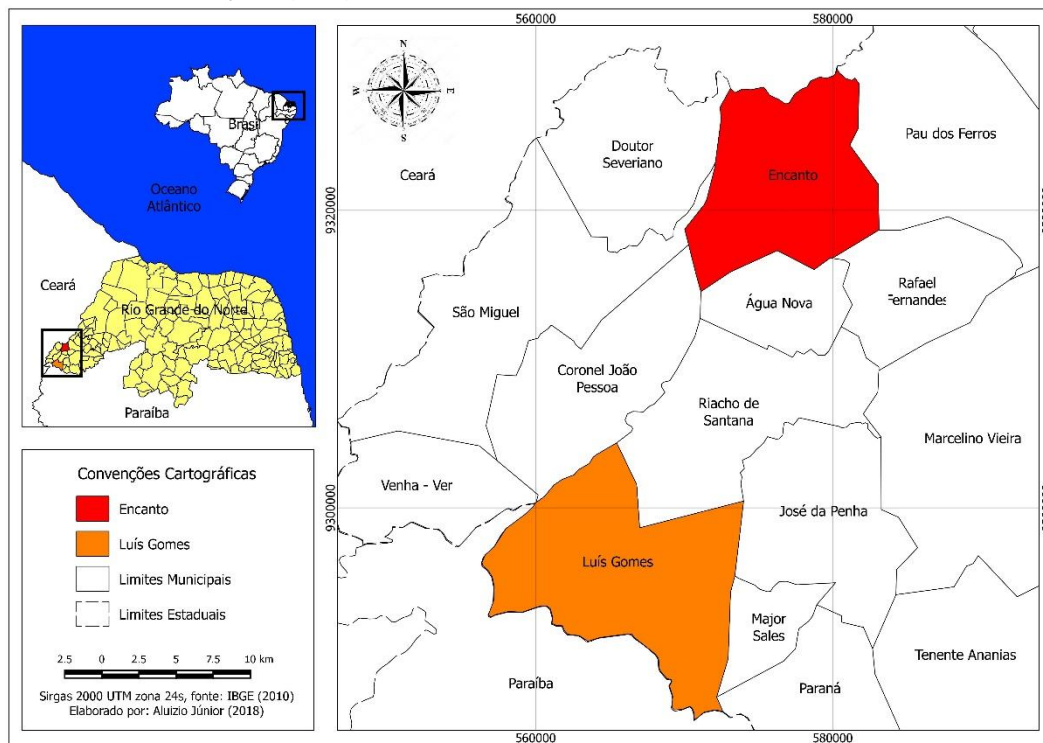 Brasil
Oceano
Atlântico
Ceará
Rio Grande do Norte
Paraíba
Convenções Cartográficas
Encanto
Luís Gomes
Limites Municipais
Limites Estaduais
2.5 0 2.5 5 7.5 10 km
Sirgas 2000 UTM zona 24s, fonte: IBGE (2010)
Elaborado por: Aluizio Júnior (2018)
560000 580000
N
W E
S
9320000
9300000
Ceará
Doutor
Severiano
Encanto
Pau dos Ferros
São Miguel
Água Nova
Rafael
Fernandes
Coronel João
Pessoa
Riacho de
Santana
Marcelino Vieira
Venha - Ver
José da Penha
Luís Gomes
Major
Sales
Tenente Ananias
Paraíba
Paraná
560000 580000